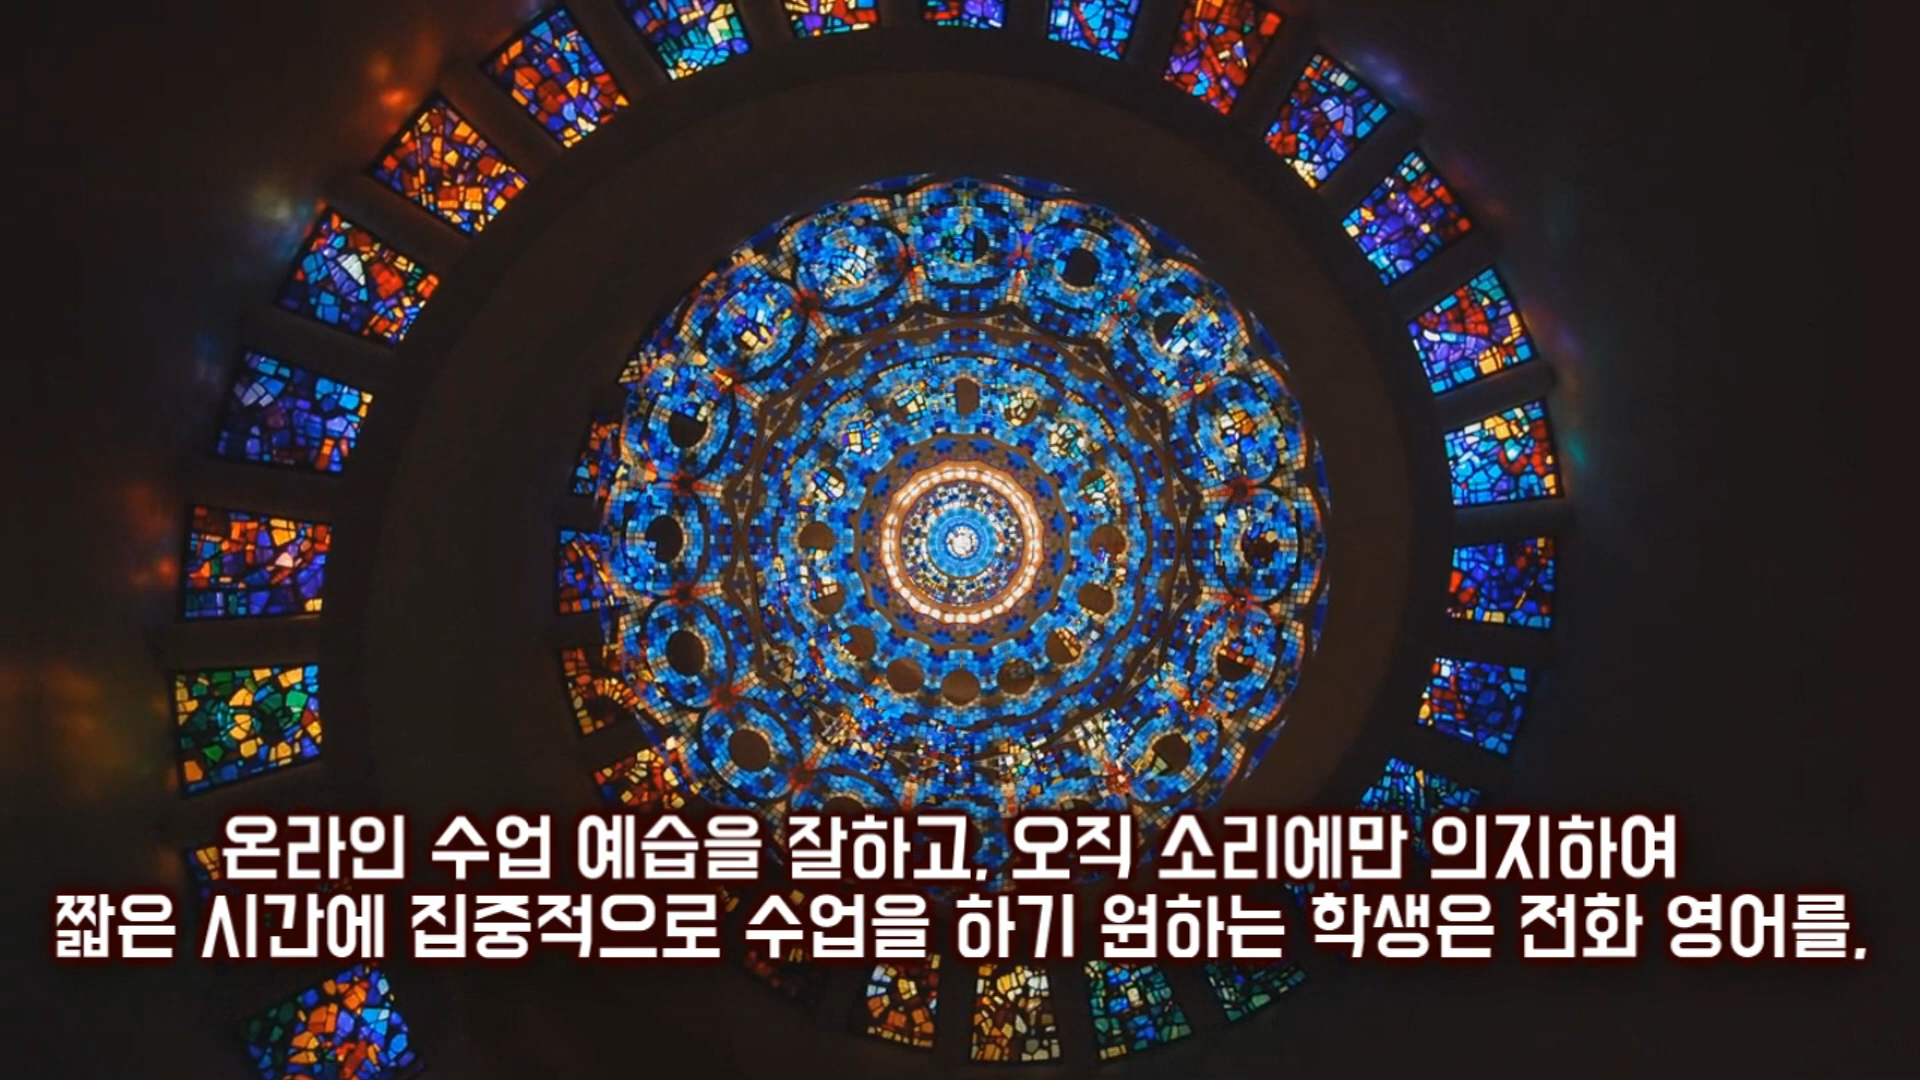 온라인 수업 예습을 잘하고, 오직 소리에만 의지하여
짧은 시간에 집중적으로 수업을 하기 원하는 학생은 전화 영어를,